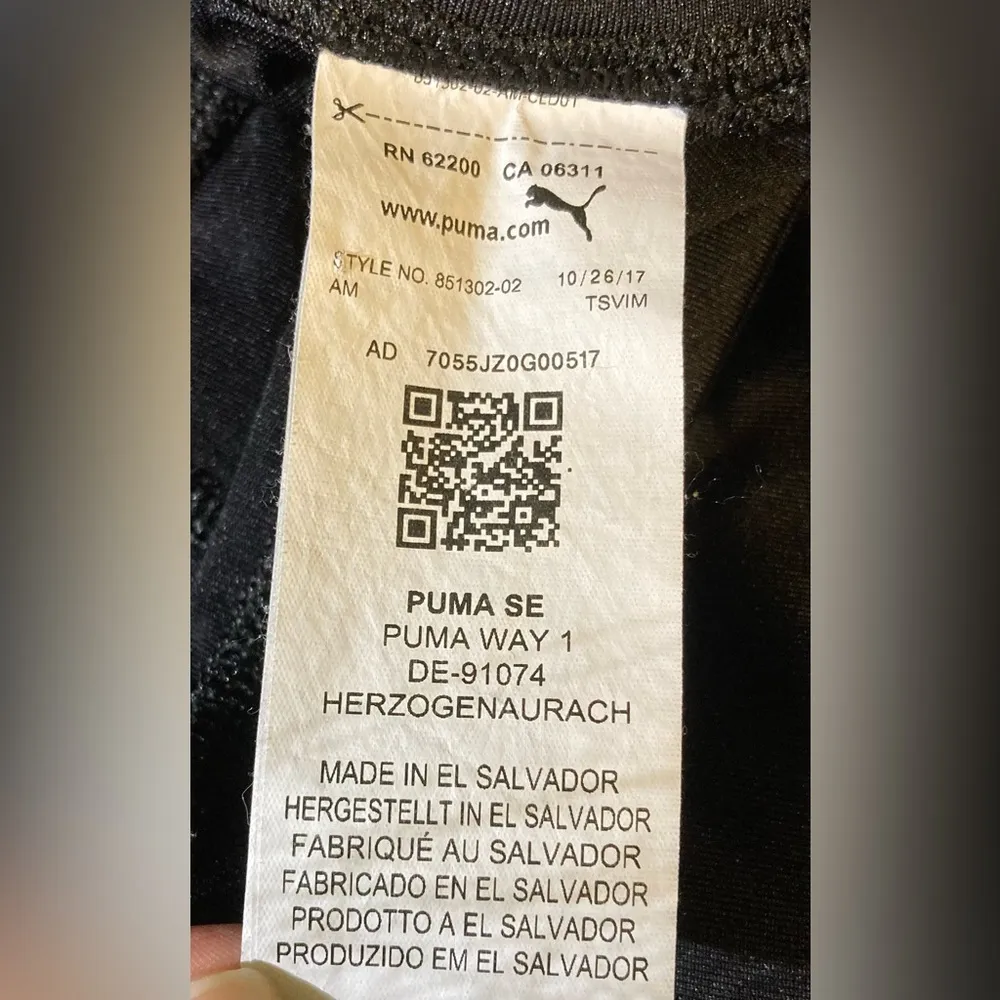 RN 62200 CA 06311
www.puma.com
STYLE NO. 851302-02 10/26/17
AM TSVIM
AD 7055JZ0G00517
PUMA SE
PUMA WAY 1
DE-91074
HERZOGENAURACH
MADE IN EL SALVADOR
HERGESTELLT IN EL SALVADOR
FABRIQUÉ AU SALVADOR
FABRICADO EN EL SALVADOR
PRODOTTO A EL SALVADOR
PRODUZIDO EM EL SALVADOR